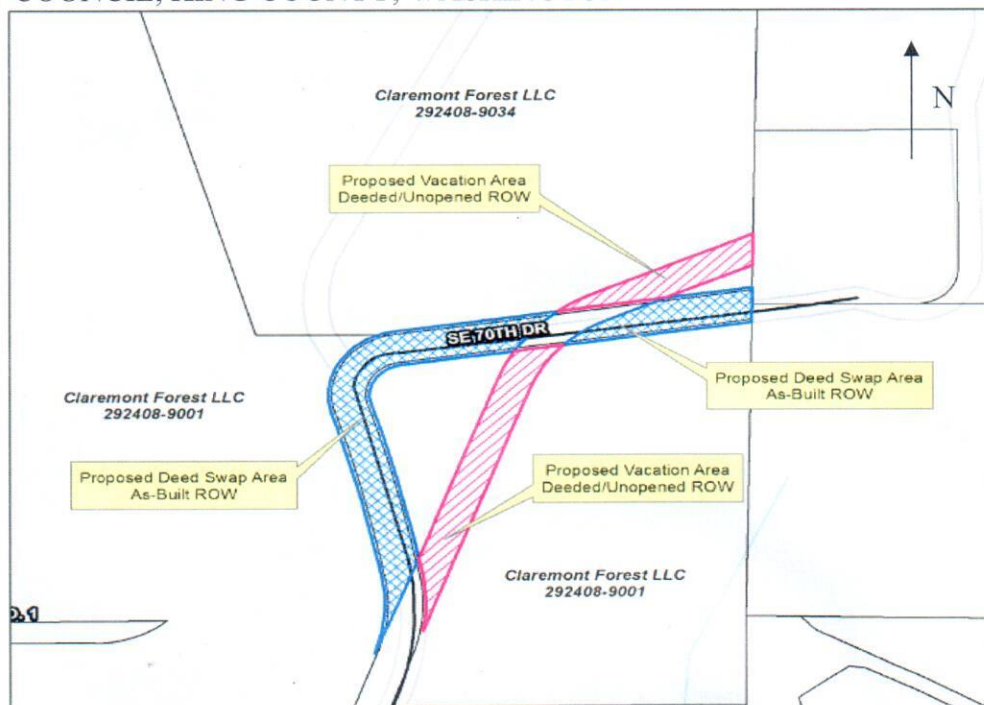 Claremont Forest LLC
292408-9034
N
Proposed Vacation Area
Deeded/Unopened ROW
SE 70TH DR
Proposed Deed Swap Area
As-Built ROW
Claremont Forest LLC
292408-9001
Proposed Deed Swap Area
As-Built ROW
Proposed Vacation Area
Deeded/Unopened ROW
Claremont Forest LLC
292408-9001